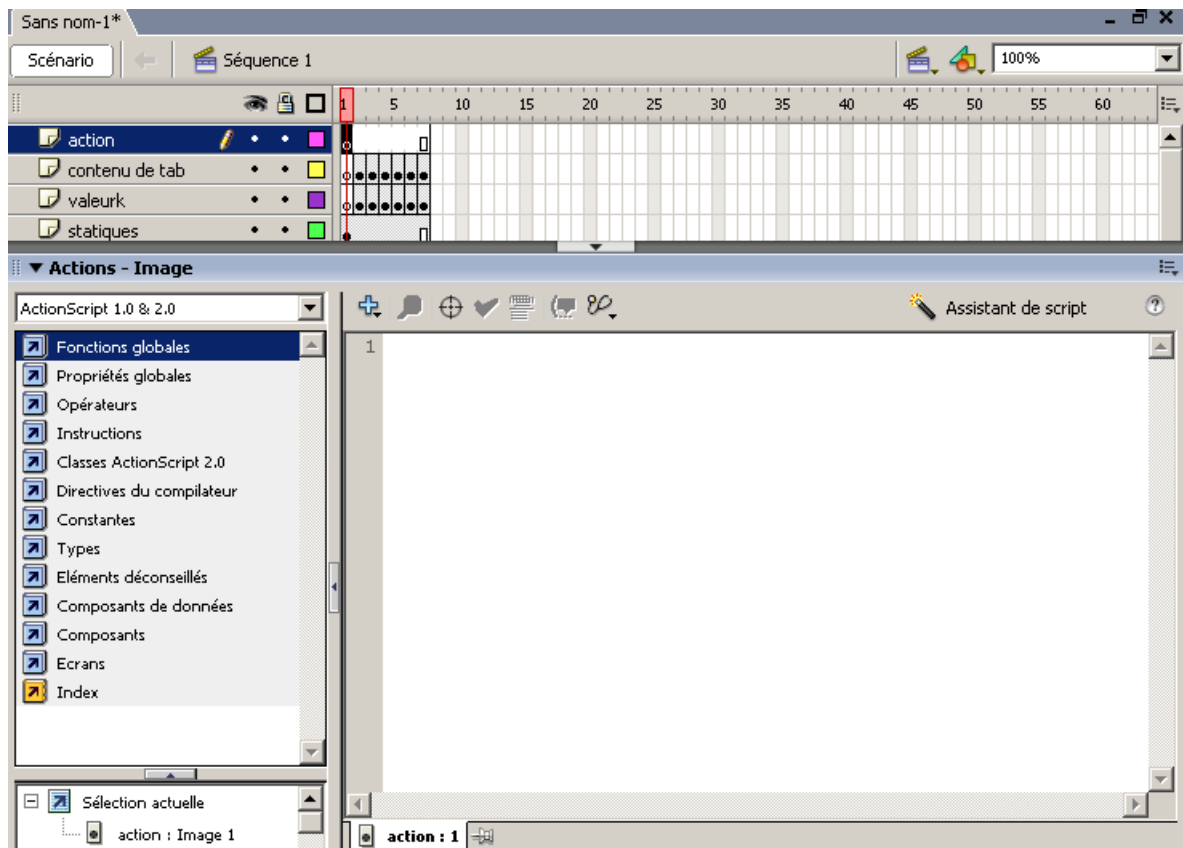 Sans nom-1*
Scénario
Séquence 1
100%
1 5 10 15 20 25 30 35 40 45 50 55 60
action
contenu de tab
valeurk
statiques
Actions - Image
ActionScript 1.0 & 2.0
Assistant de script
Fonctions globales
Propriétés globales
Opérateurs
Instructions
Classes ActionScript 2.0
Directives du compilateur
Constantes
Types
Eléments déconseillés
Composants de données
Composants
Ecrans
Index
1
Sélection actuelle
action : Image 1
action : 1